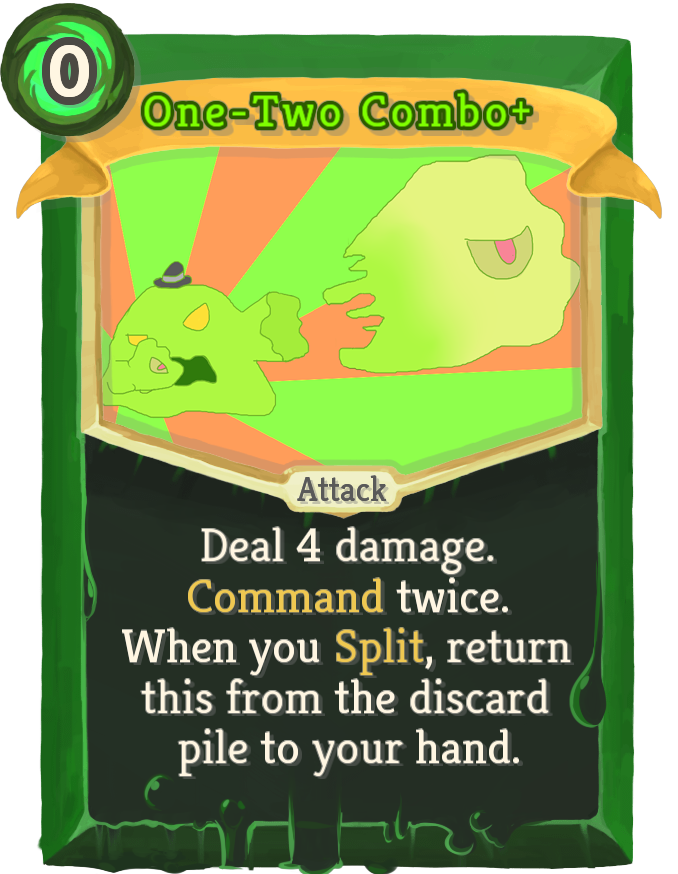 0
One-Two Combo+
Attack
Deal 4 damage.
Command twice.
When you Split, return
this from the discard
pile to your hand.